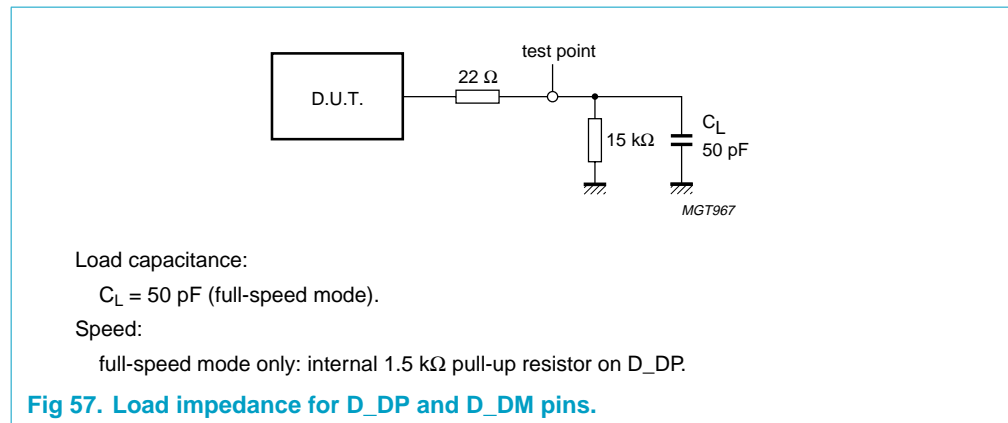 test point
22 Ω
D.U.T.
15 kΩ
CL
50 pF
MGT967
Load capacitance:
CL = 50 pF (full-speed mode).
Speed:
full-speed mode only: internal 1.5 kΩ pull-up resistor on D_DP.
Fig 57. Load impedance for D_DP and D_DM pins.